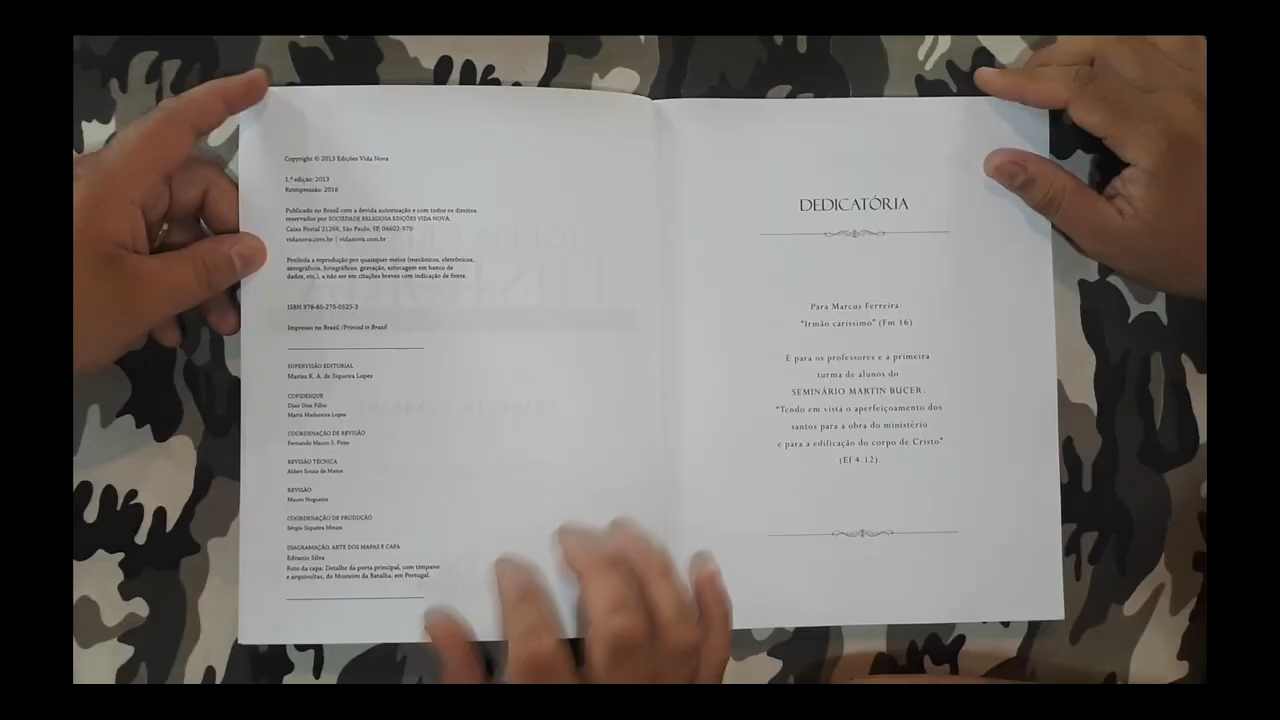 Copyright © 2013 Edições Vida Nova
1.ª edição: 2013
Reimpressão: 2016
Publicado no Brasil com a devida autorização e com todos os direitos
reservados por SOCIEDADE RELIGIOSA EDIÇÕES VIDA NOVA,
Caixa Postal 21266, São Paulo, SP, 04602-970
vidanova.com.br | vidanova.com.br
Proibida a reprodução por quaisquer meios (mecânicos, eletrônicos,
xerográficos, fotográficos, gravação, estocagem em banco de
dados, etc.), a não ser em citações breves com indicação de fonte.
ISBN 978-85-275-0525-3
Impresso no Brasil /Printed in Brazil
SUPERVISÃO EDITORIAL
Marisa K. A. de Siqueira Lopes
COPIDESQUE
Djair Dias Filho
Marta Madureira Lopes
COORDENAÇÃO DE REVISÃO
Fernando Mauro S. Pires
REVISÃO TÉCNICA
Alderi Souza de Matos
REVISÃO
Mauro Nogueira
COORDENAÇÃO DE PRODUÇÃO
Sérgio Siqueira Moura
DIAGRAMAÇÃO, ARTE DOS MAPAS E CAPA
Edvanio Silva
Foto da capa: Detalhe da porta principal, com tímpano
e arquivoltas, do Mosteiro da Batalha, em Portugal.
DEDICATÓRIA
Para Marcus Ferreira:
“Irmão caríssimo” (Fm 16)
E para os professores e a primeira
turma de alunos do
SEMINÁRIO MARTIN BUCER:
“Tendo em vista o aperfeiçoamento dos
santos para a obra do ministério
e para a edificação do corpo de Cristo”
(Ef 4.12).